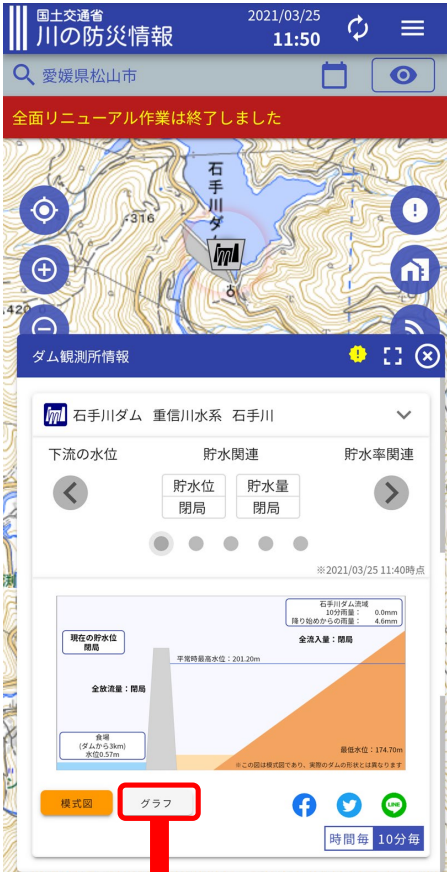 国土交通省
川の防災情報
2021/03/25
11:50
愛媛県松山市
全面リニューアル作業は終了しました
石手川ダ
316
420
ダム観測所情報
石手川ダム 重信川水系 石手川
下流の水位
貯水関連
貯水率関連
貯水位
貯水量
閉局
閉局
※2021/03/25 11:40時点
石手川ダム流域
10分雨量： 0.0mm
降り始めからの雨量： 4.6mm
現在の貯水位
閉局
全流入量：閉局
平常時最高水位：201.20m
全放流量：閉局
食場
(ダムから3km)
水位0.57m
最低水位：174.70m
※この図は模式図であり、実際のダムの形状とは異なります
模式図
グラフ
LINE
時間毎
10分毎